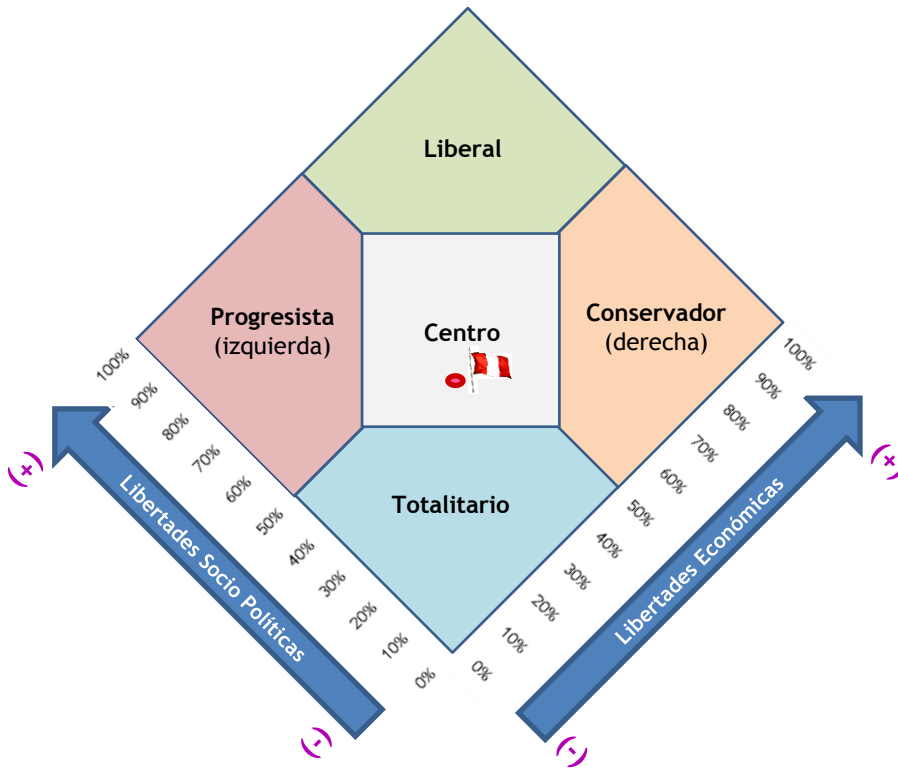 Liberal
Progresista
(izquierda)
Centro
Conservador
(derecha)
Totalitario
100%
90%
80%
70%
60%
50%
40%
30%
20%
10%
0%
100%
90%
80%
70%
60%
50%
40%
30%
20%
10%
0%
(+)
Libertades Socio Políticas
(-)
(+)
Libertades Económicas
(-)